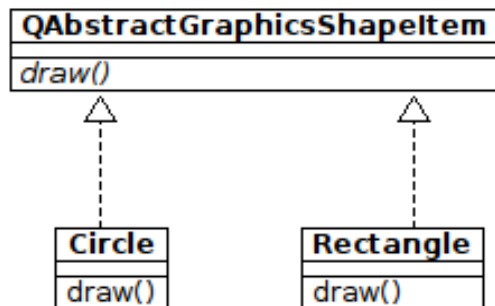 QAbstractGraphicsShapeItem
draw()
Circle
draw()
Rectangle
draw()